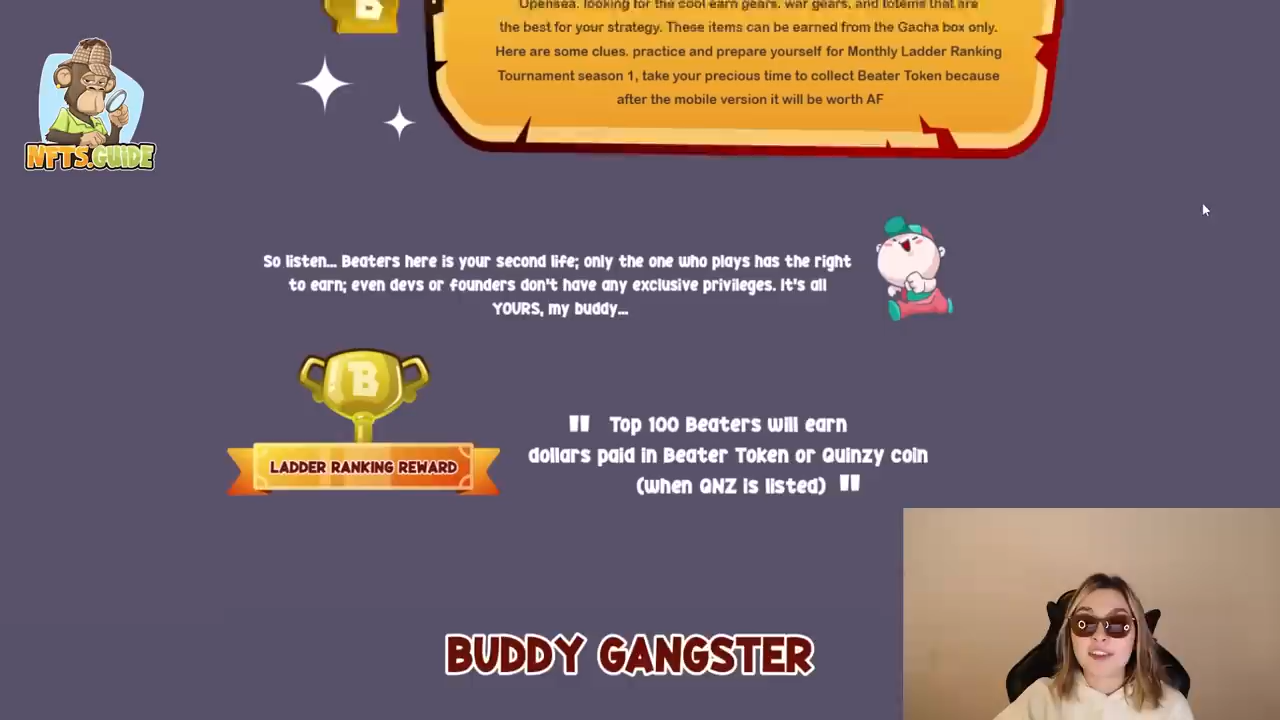 Opensea. looking for the cool earn gears. war gears, and totems that are
the best for your strategy. These items can be earned from the Gacha box only.
Here are some clues. practice and prepare yourself for Monthly Ladder Ranking
Tournament season 1, take your precious time to collect Beater Token because
after the mobile version it will be worth AF
B
NFTS.GUIDE
So listen... Beaters here is your second life; only the one who plays has the right
to earn; even devs or founders don't have any exclusive privileges. It's all
YOURS, my buddy...
B
LADDER RANKING REWARD
" Top 100 Beaters will earn
dollars paid in Beater Token or Quinzy coin
(when QNZ is listed) "
BUDDY GANGSTER